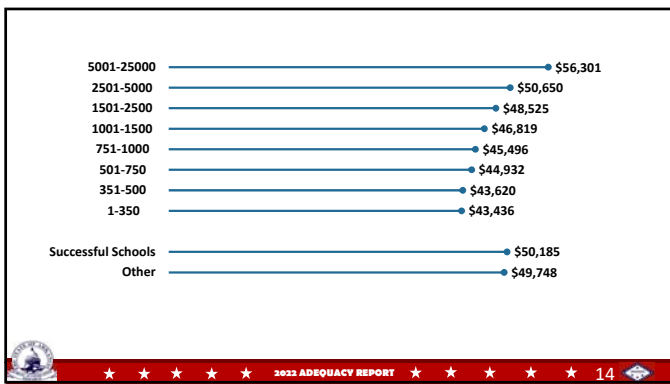 5001-25000 $56,301
2501-5000 $50,650
1501-2500 $48,525
1001-1500 $46,819
751-1000 $45,496
501-750 $44,932
351-500 $43,620
1-350 $43,436
Successful Schools $50,185
Other $49,748
2022 ADEQUACY REPORT 14